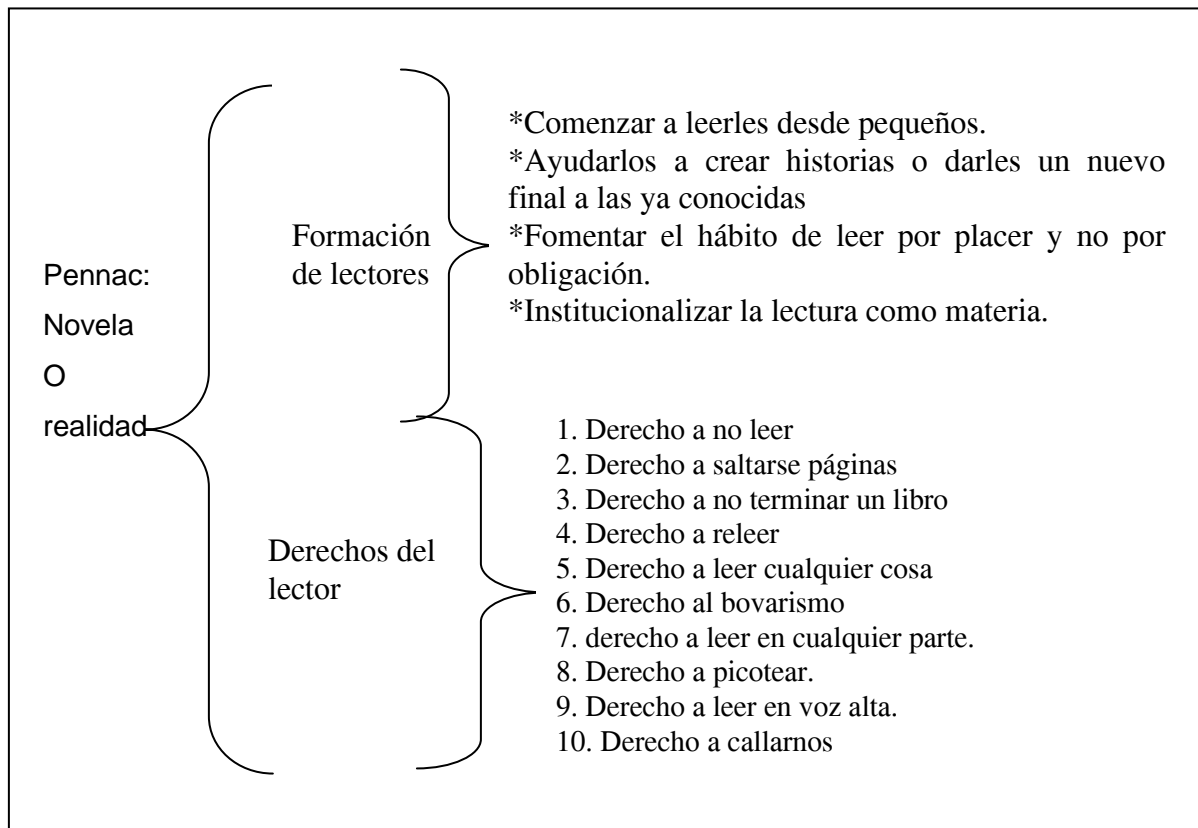 Pennac:
Novela
O
realidad
Formación
de lectores
*Comenzar a leerles desde pequeños.
*Ayudarlos a crear historias o darles un nuevo
final a las ya conocidas
*Fomentar el hábito de leer por placer y no por
obligación.
*Institucionalizar la lectura como materia.
Derechos del
lector
1. Derecho a no leer
2. Derecho a saltarse páginas
3. Derecho a no terminar un libro
4. Derecho a releer
5. Derecho a leer cualquier cosa
6. Derecho al bovarismo
7. derecho a leer en cualquier parte.
8. Derecho a picotear.
9. Derecho a leer en voz alta.
10. Derecho a callarnos